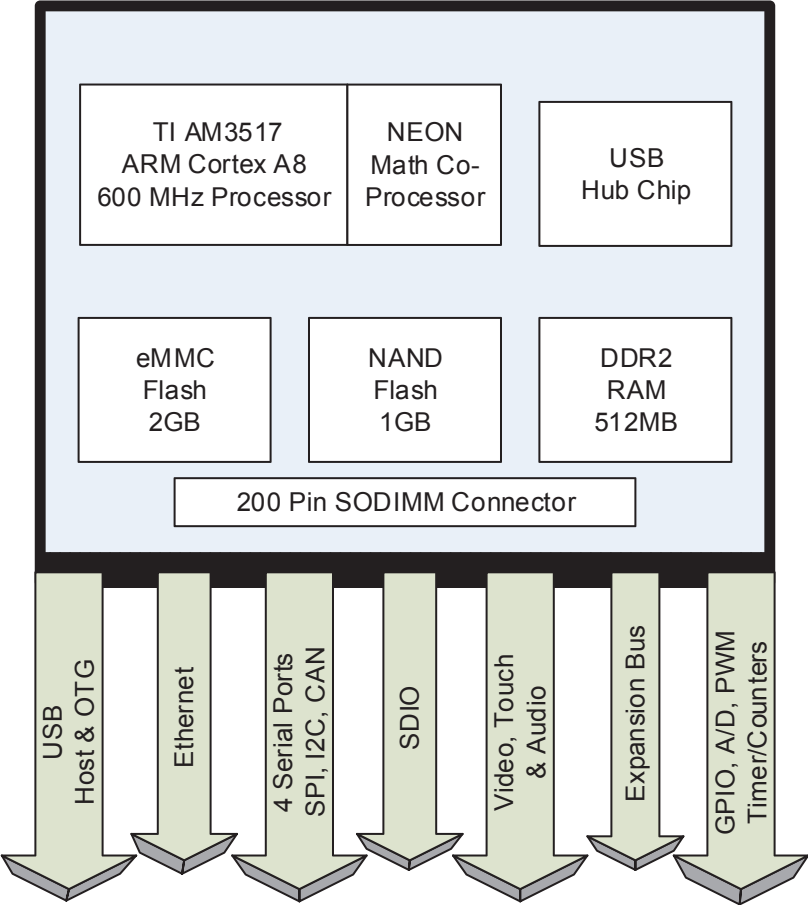 TI AM3517
ARM Cortex A8
600 MHz Processor
NEON
Math Co-
Processor
USB
Hub Chip
eMMC
Flash
2GB
NAND
Flash
1GB
DDR2
RAM
512MB
200 Pin SODIMM Connector
USB
Host & OTG
Ethernet
4 Serial Ports
SPI, I2C, CAN
SDIO
Video, Touch
& Audio
Expansion Bus
GPIO, A/D, PWM
Timer/Counters